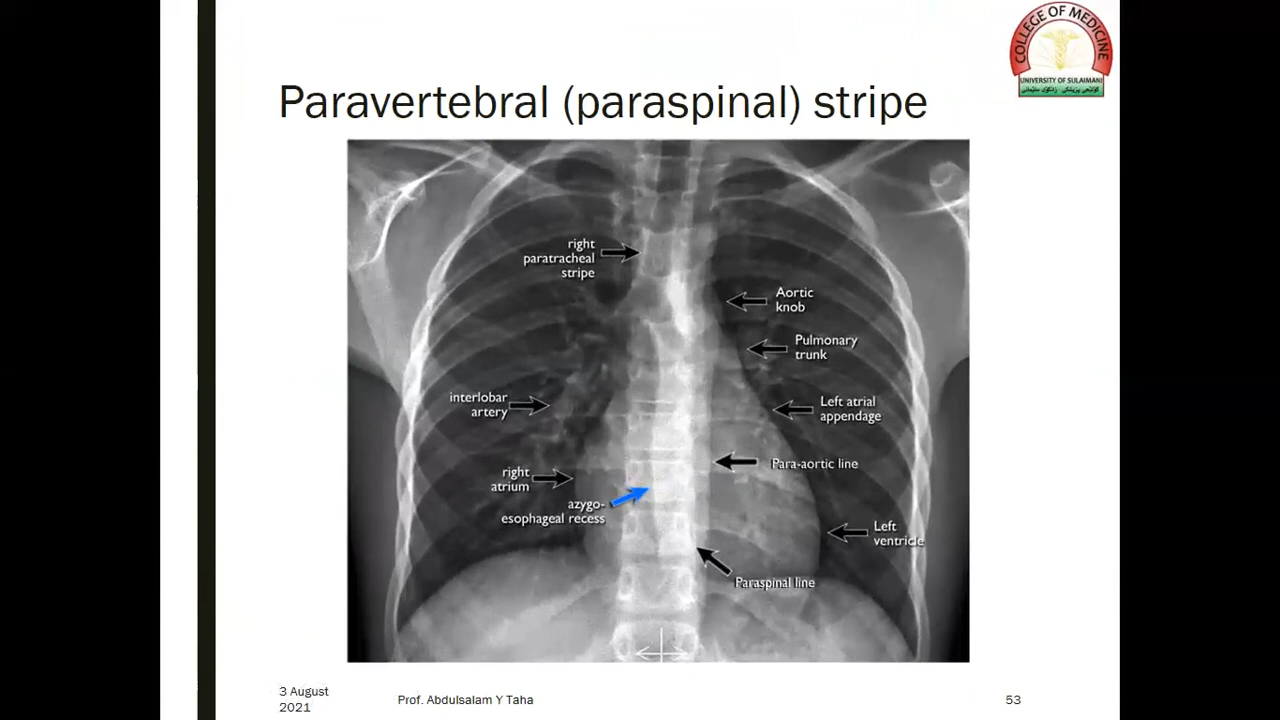 COLLEGE OF MEDICINE
UNIVERSITY OF SULAIMANI
Paravertebral (paraspinal) stripe
right
paratracheal
stripe
Aortic
knob
Pulmonary
trunk
interlobar
artery
Left atrial
appendage
Para-aortic line
right
atrium
azygo-
esophageal recess
Left
ventricle
Paraspinal line
3 August
2021
Prof. Abdulsalam Y Taha
53